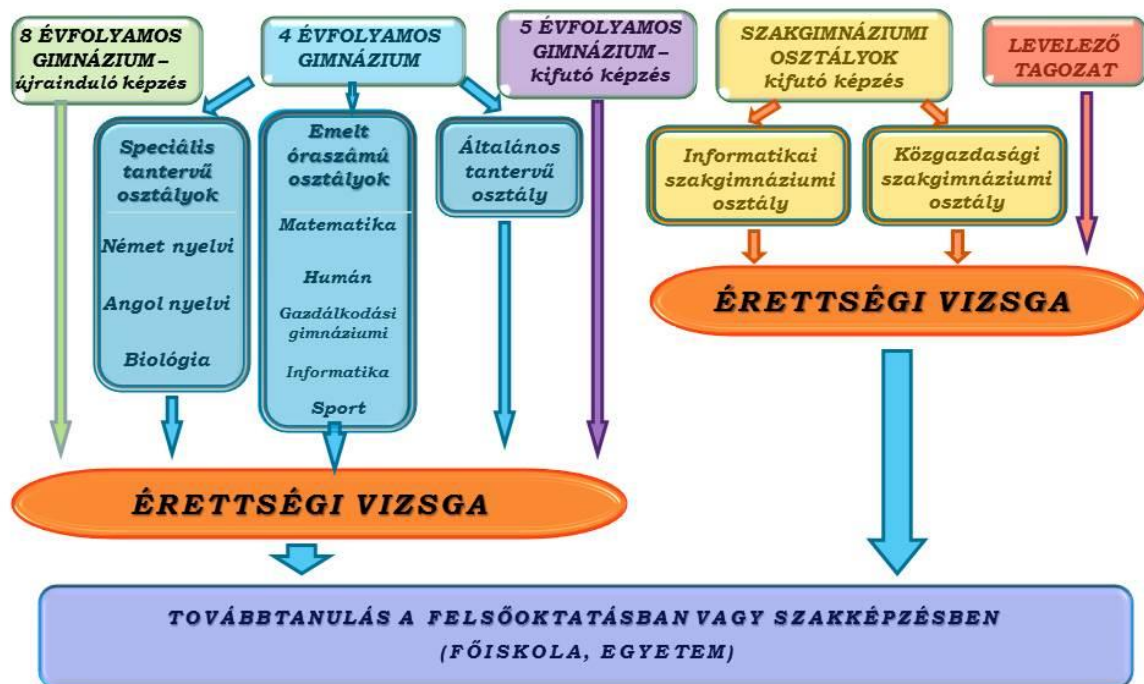 8 ÉVFOLYAMOS
GIMNÁZIUM –
újrainduló képzés
4 ÉVFOLYAMOS
GIMNÁZIUM
5 ÉVFOLYAMOS
GIMNÁZIUM –
kifutó képzés
SZAKGIMNÁZIUMI
OSZTÁLYOK
kifutó képzés
LEVELEZŐ
TAGOZAT
Speciális
tantervű
osztályok
Német nyelvi
Angol nyelvi
Biológia
Emelt
óraszámú
osztályok
Matematika
Humán
Gazdálkodási
gimnáziumi
Informatika
Sport
Általános
tantervű
osztály
Informatikai
szakgimnáziumi
osztály
Közgazdasági
szakgimnáziumi
osztály
ÉRETTSÉGI VIZSGA
ÉRETTSÉGI VIZSGA
TOVÁBBTANULÁS A FELSŐOKTATÁSBAN VAGY SZAKKÉPZÉSBEN
(FŐISKOLA, EGYETEM)